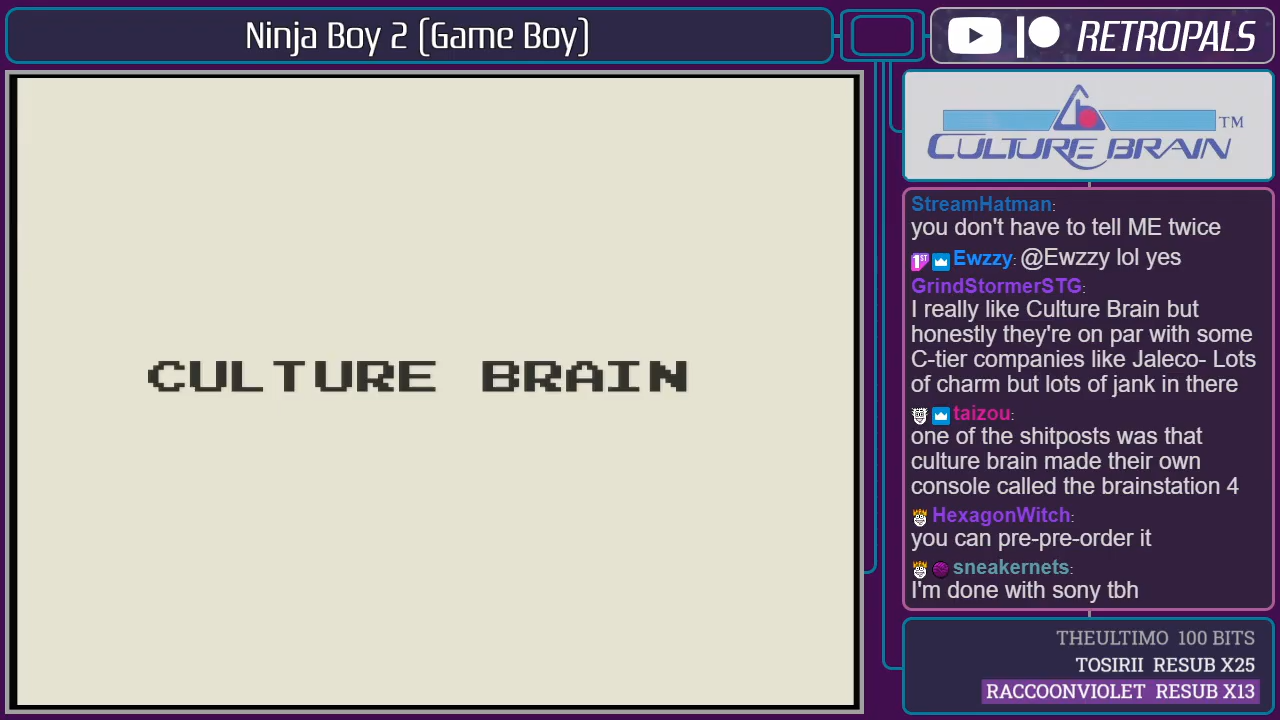 Ninja Boy 2 (Game Boy)
RETROPALS
CULTURE BRAIN
CULTURE BRAIN TM
StreamHatman:
you don't have to tell ME twice
1ST Ewzzy: @Ewzzy lol yes
GrindStormerSTG:
I really like Culture Brain but
honestly they're on par with some
C-tier companies like Jaleco- Lots
of charm but lots of jank in there
taizou:
one of the shitposts was that
culture brain made their own
console called the brainstation 4
HexagonWitch:
you can pre-pre-order it
sneakernets:
I'm done with sony tbh
THEULTIMO 100 BITS
TOSIRII RESUB X25
RACCOONVIOLET RESUB X13